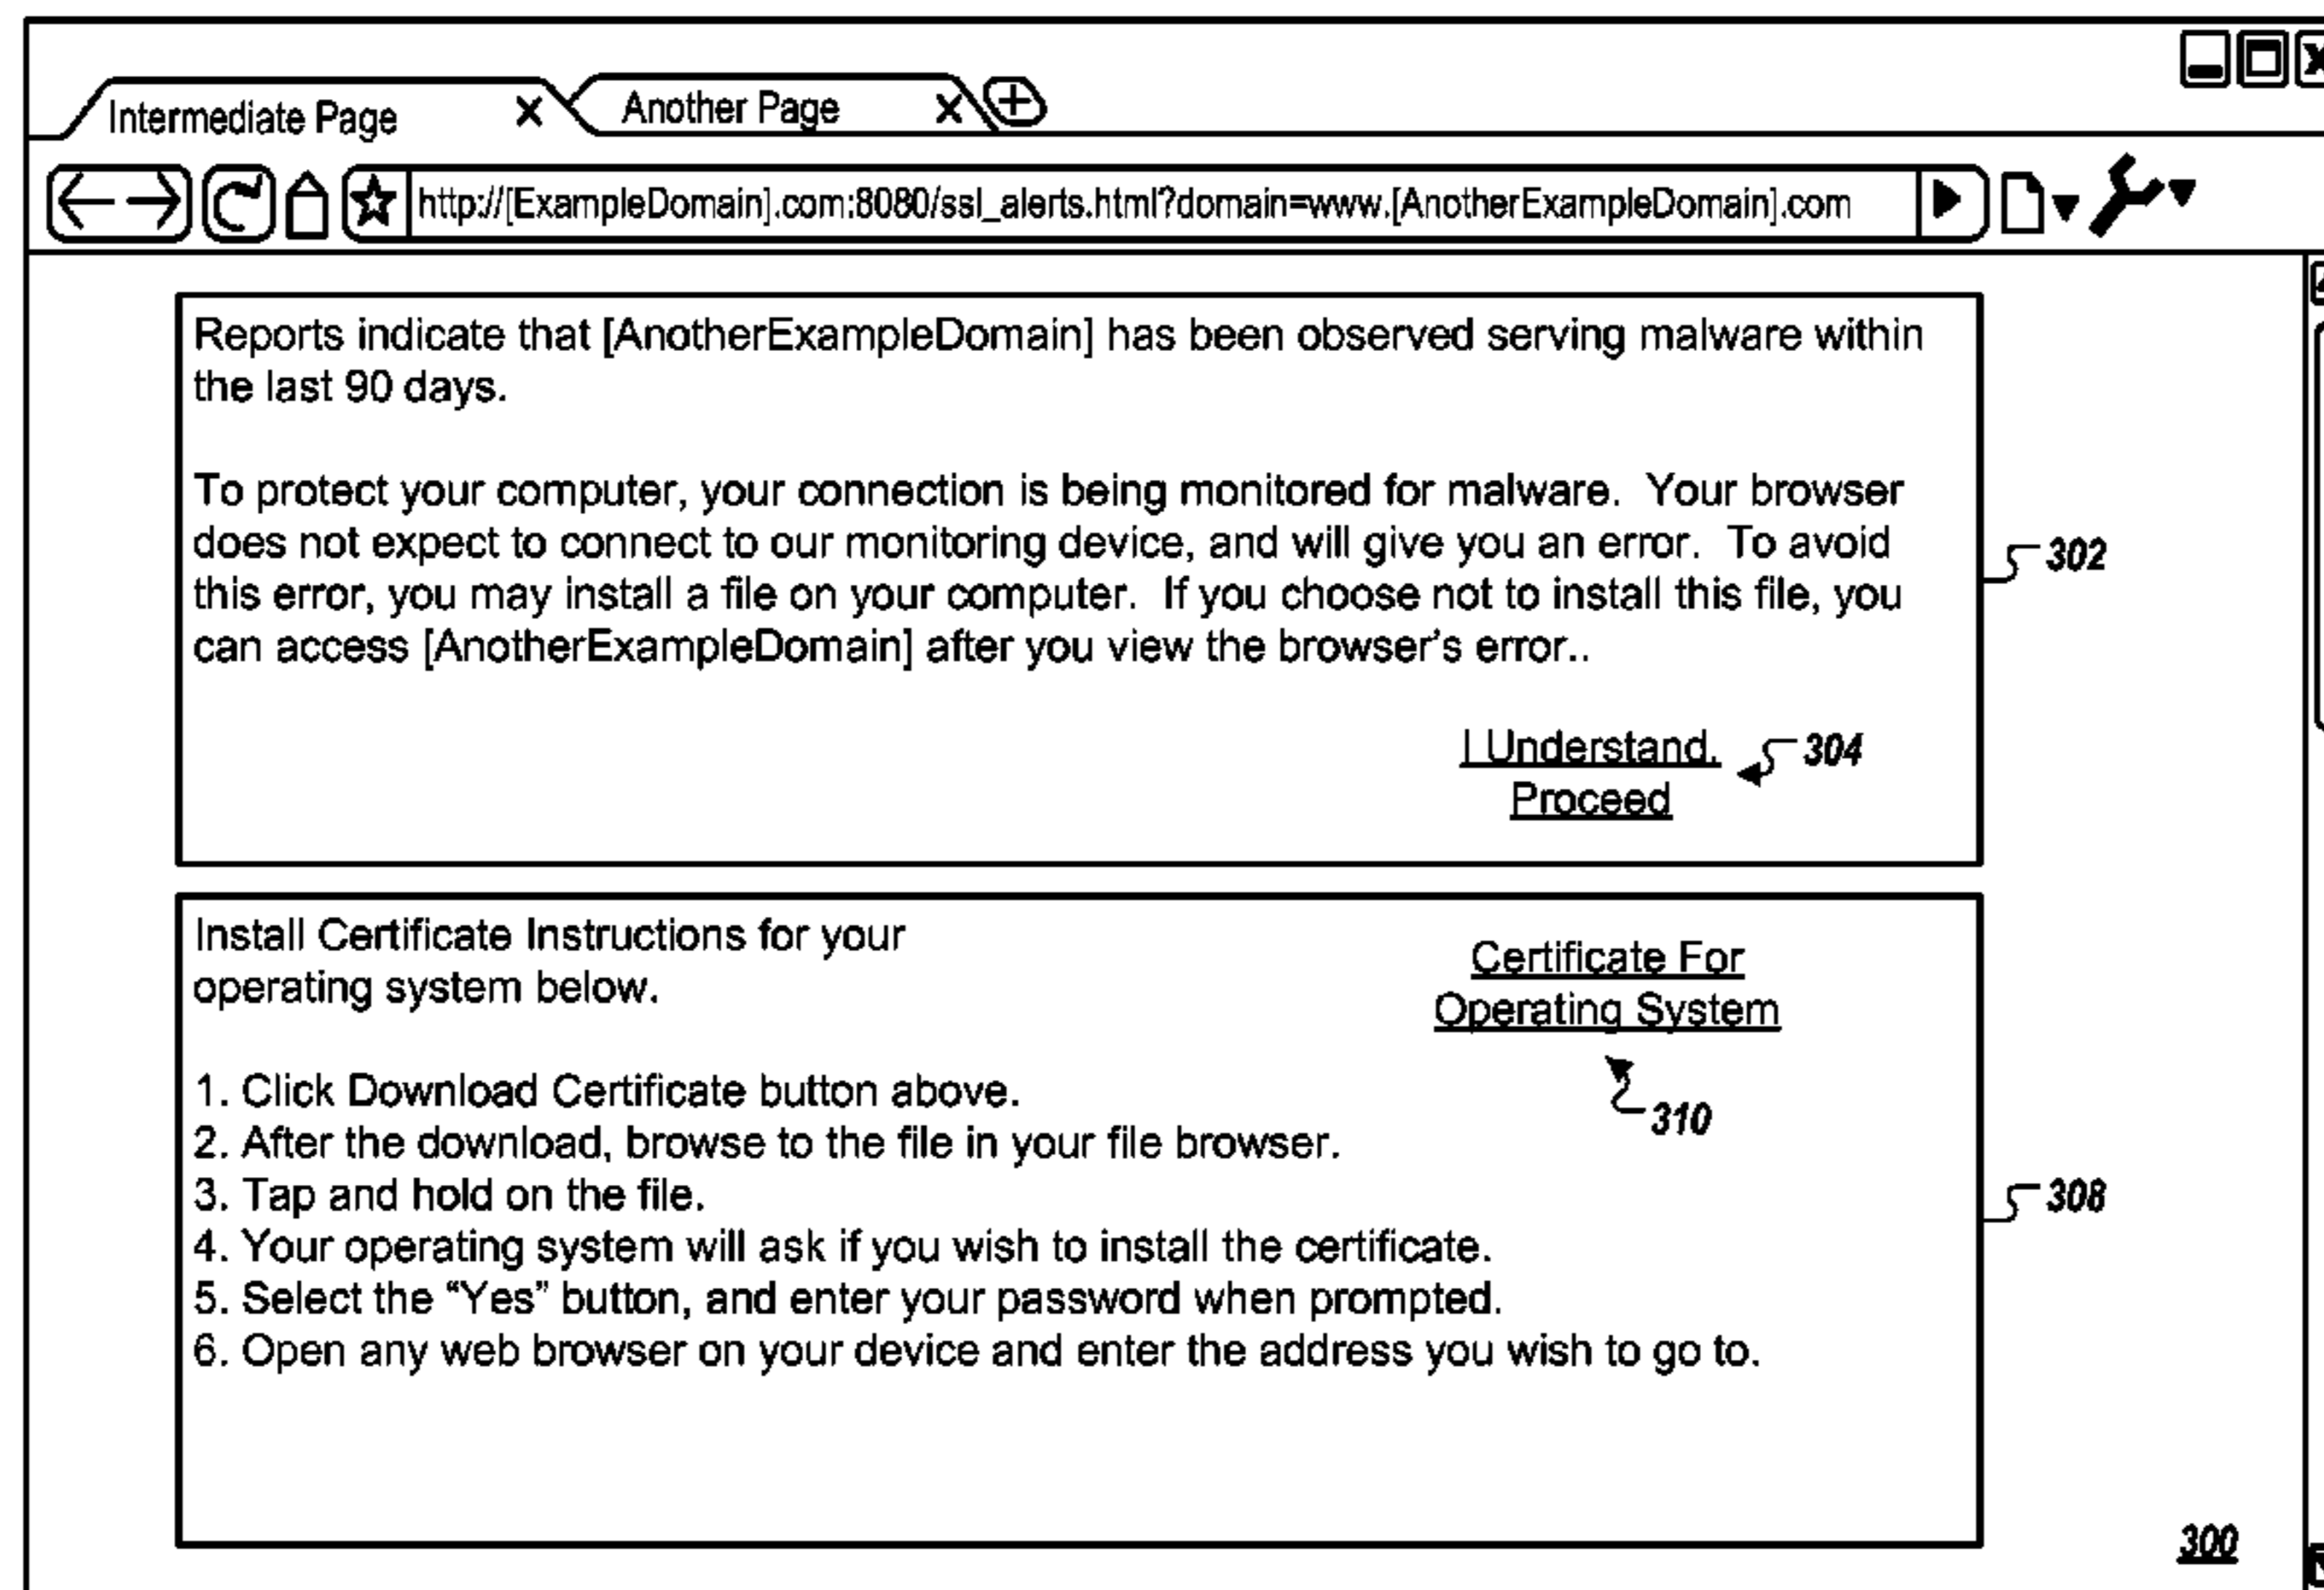 Intermediate Page
Another Page
http://[ExampleDomain].com:8080/ssl_alerts.html?domain=www.[AnotherExampleDomain].com
Reports indicate that [AnotherExampleDomain] has been observed serving malware within
the last 90 days.
To protect your computer, your connection is being monitored for malware.  Your browser
does not expect to connect to our monitoring device, and will give you an error.  To avoid
this error, you may install a file on your computer.  If you choose not to install this file, you
can access [AnotherExampleDomain] after you view the browser's error..
302
I Understand.
Proceed
304
Install Certificate Instructions for your
operating system below.
Certificate For
Operating System
310
1. Click Download Certificate button above.
2. After the download, browse to the file in your file browser.
3. Tap and hold on the file.
4. Your operating system will ask if you wish to install the certificate.
5. Select the “Yes” button, and enter your password when prompted.
6. Open any web browser on your device and enter the address you wish to go to.
308
300